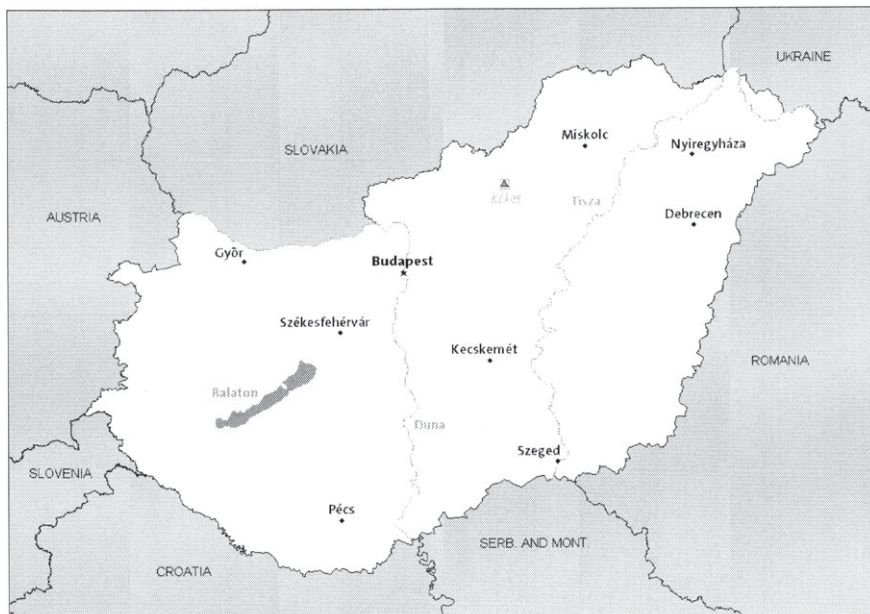 UKRAINE
Miskolc
SLOVAKIA
Nyiregyháza
Kékes
Tisza
AUSTRIA
Debrecen
Győr
Budapest
Székesfehérvár
Kecskemét
ROMANIA
Balaton
Duna
Szeged
SLOVENIA
Pécs
SERB. AND MONT.
CROATIA